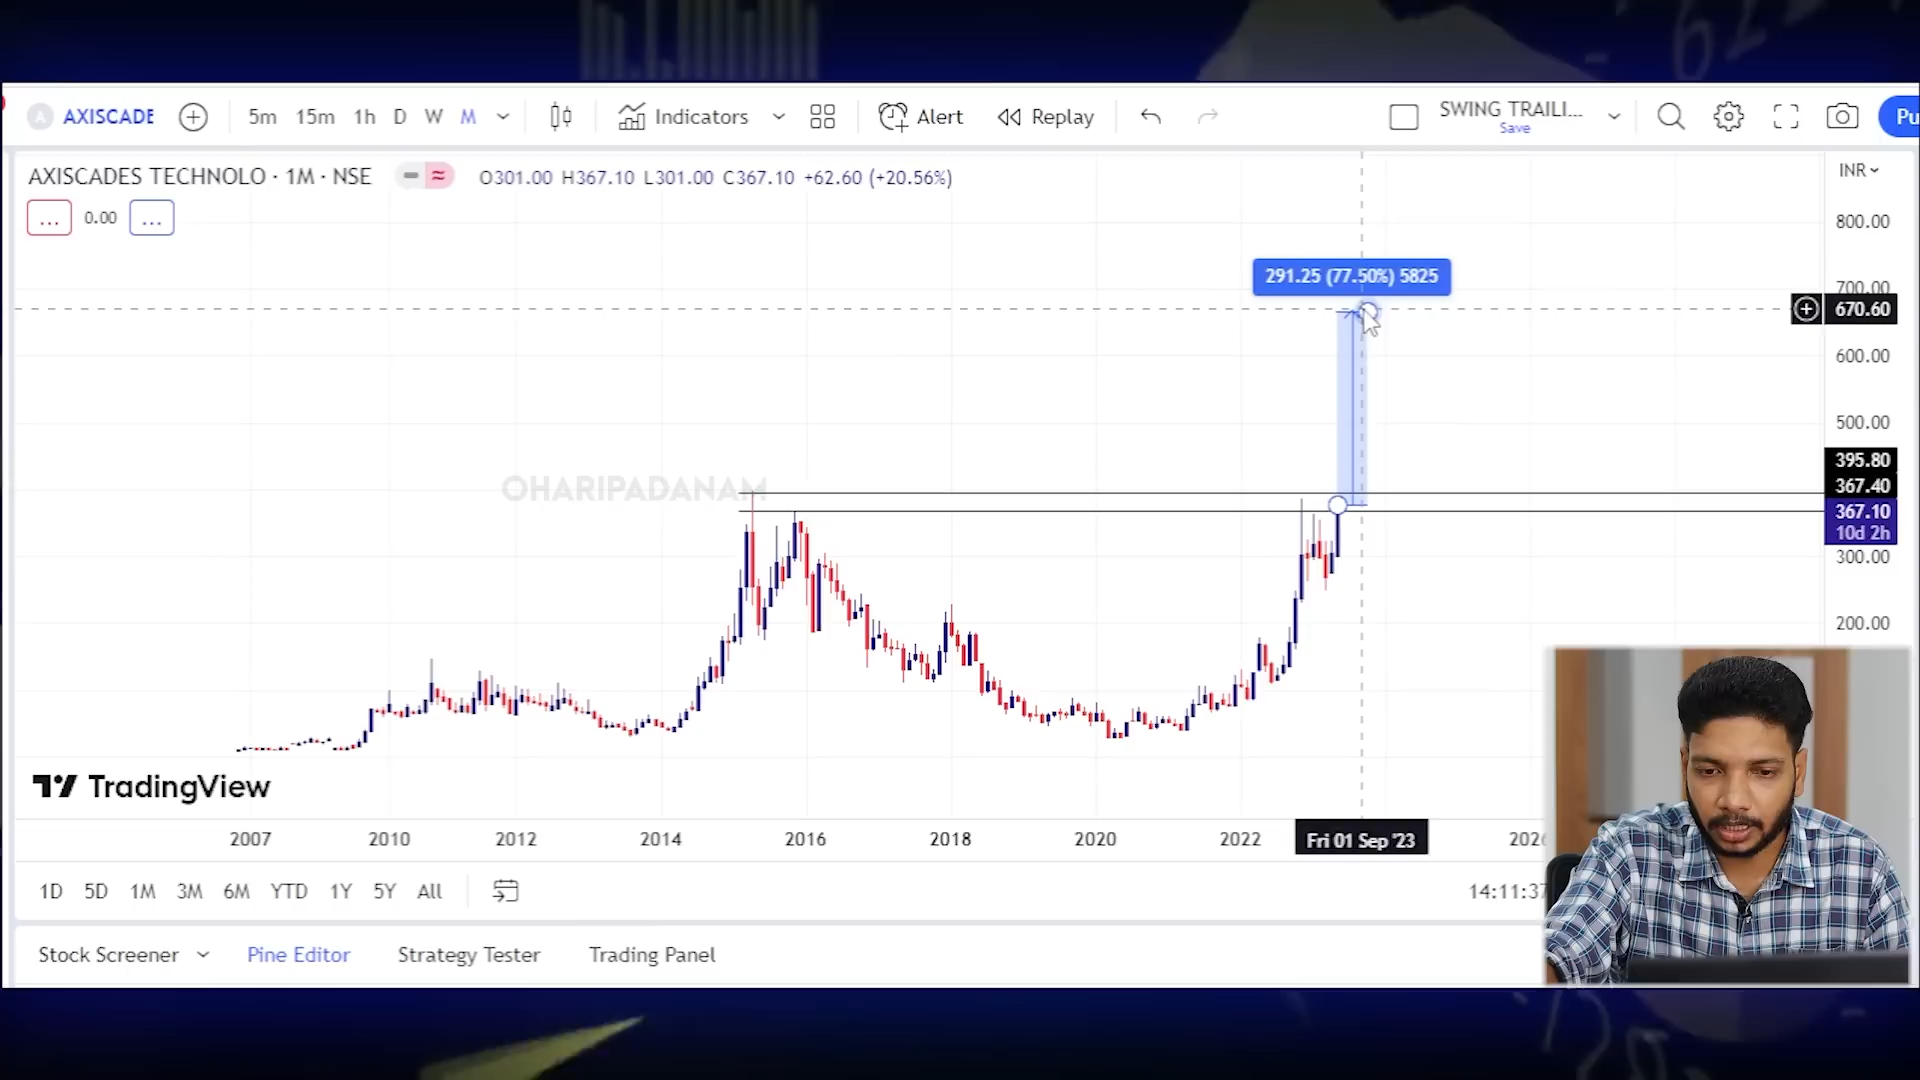 AXISCADE 5m 15m 1h D W M Indicators Alert Replay SWING TRAILI... Pu
Save
AXISCADES TECHNOLO · 1M · NSE O301.00 H367.10 L301.00 C367.10 +62.60 (+20.56%) INR
... 0.00 ...
800.00
291.25 (77.50%) 5825
700.00
670.60
600.00
500.00
395.80
OHARIPADANAM
367.40
367.10
10d 2h
300.00
200.00
TradingView
2007 2010 2012 2014 2016 2018 2020 2022 Fri 01 Sep '23
1D 5D 1M 3M 6M YTD 1Y 5Y All 14:11:37
Stock Screener Pine Editor Strategy Tester Trading Panel